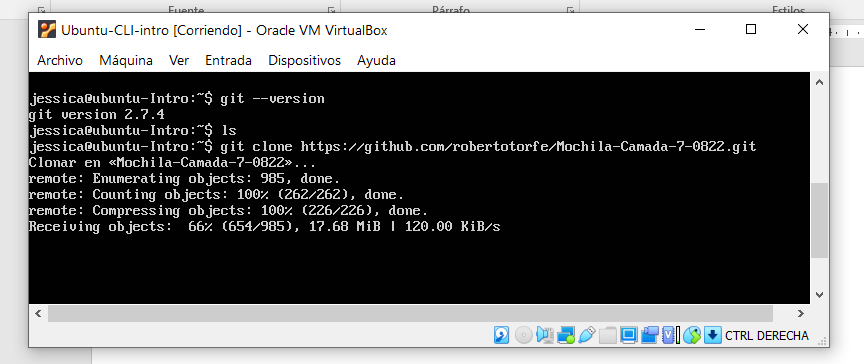 Fuente
Párrafo
Estilos
Ubuntu-CLI-intro [Corriendo] - Oracle VM VirtualBox
Archivo Máquina Ver Entrada Dispositivos Ayuda
jessica@ubuntu-Intro:~$ git --version
git version 2.7.4
jessica@ubuntu-Intro:~$ ls
jessica@ubuntu-Intro:~$ git clone https://github.com/robertotorfe/Mochila-Camada-7-0822.git
Clonar en «Mochila-Camada-7-0822»...
remote: Enumerating objects: 985, done.
remote: Counting objects: 100% (262/262), done.
remote: Compressing objects: 100% (226/226), done.
Receiving objects:  66% (654/985), 17.68 MiB | 120.00 KiB/s
CTRL DERECHA